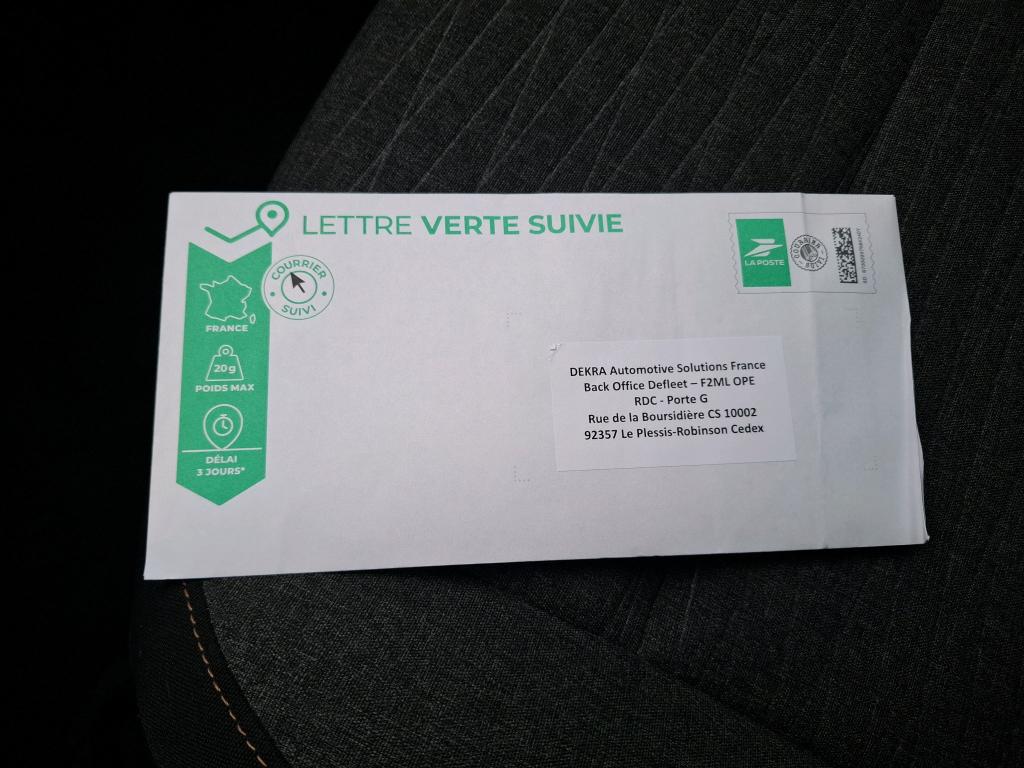 LETTRE VERTE SUIVIE
LA POSTE
COURRIER
SUIVI
FRANCE
20g
POIDS MAX
DÉLAI
3 JOURS*
DEKRA Automotive Solutions France
Back Office Defleet – F2ML OPE
RDC - Porte G
Rue de la Boursidière CS 10002
92357 Le Plessis-Robinson Cedex